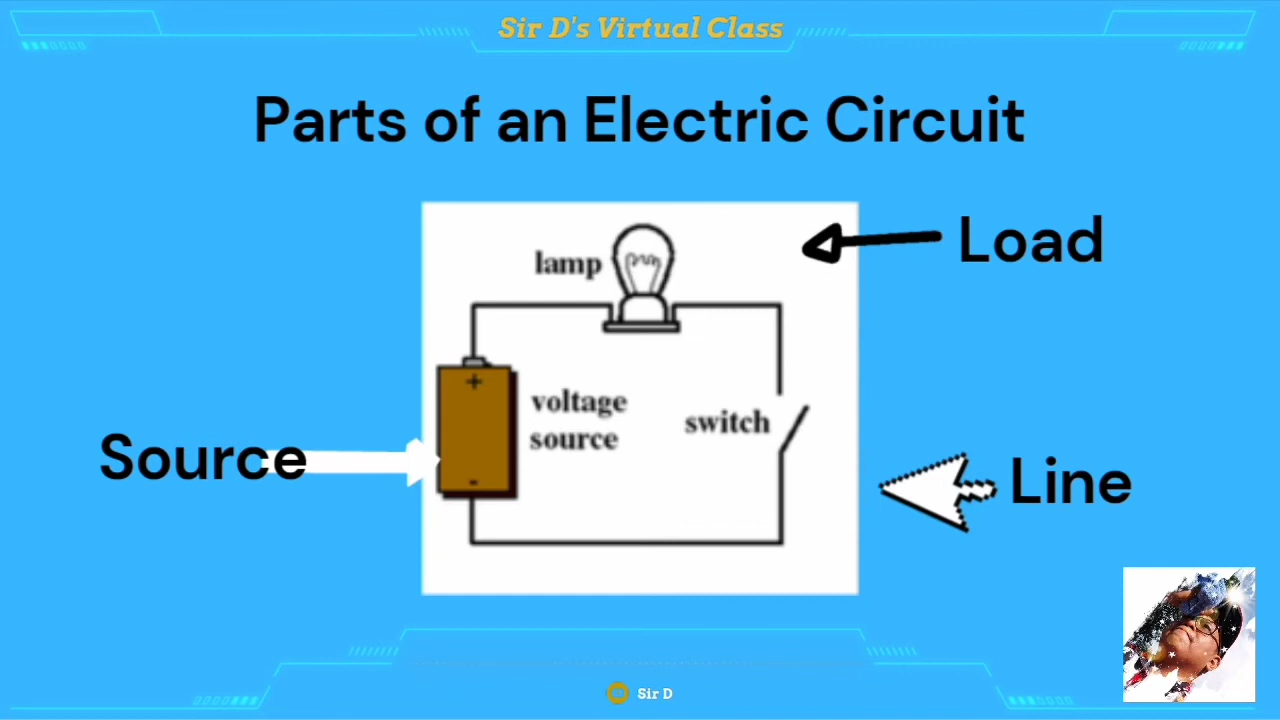 Sir D's Virtual Class
Parts of an Electric Circuit
Load
lamp
+
voltage
source
switch
Source
Line
-
Sir D